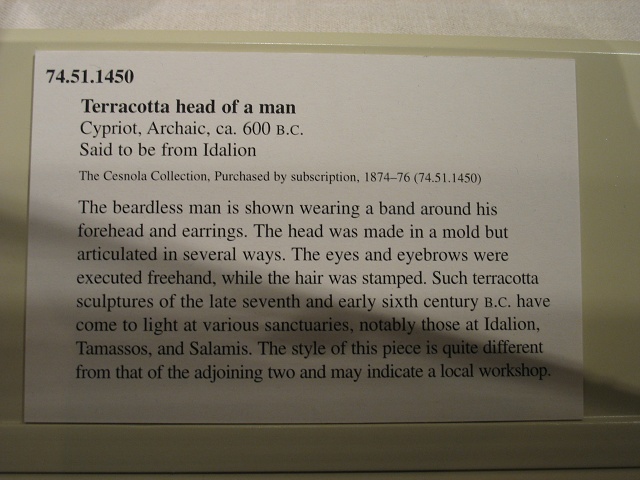 74.51.1450
Terracotta head of a man
Cypriot, Archaic, ca. 600 B.C.
Said to be from Idalion
The Cesnola Collection, Purchased by subscription, 1874–76 (74.51.1450)
The beardless man is shown wearing a band around his
forehead and earrings. The head was made in a mold but
articulated in several ways. The eyes and eyebrows were
executed freehand, while the hair was stamped. Such terracotta
sculptures of the late seventh and early sixth century B.C. have
come to light at various sanctuaries, notably those at Idalion,
Tamassos, and Salamis. The style of this piece is quite different
from that of the adjoining two and may indicate a local workshop.